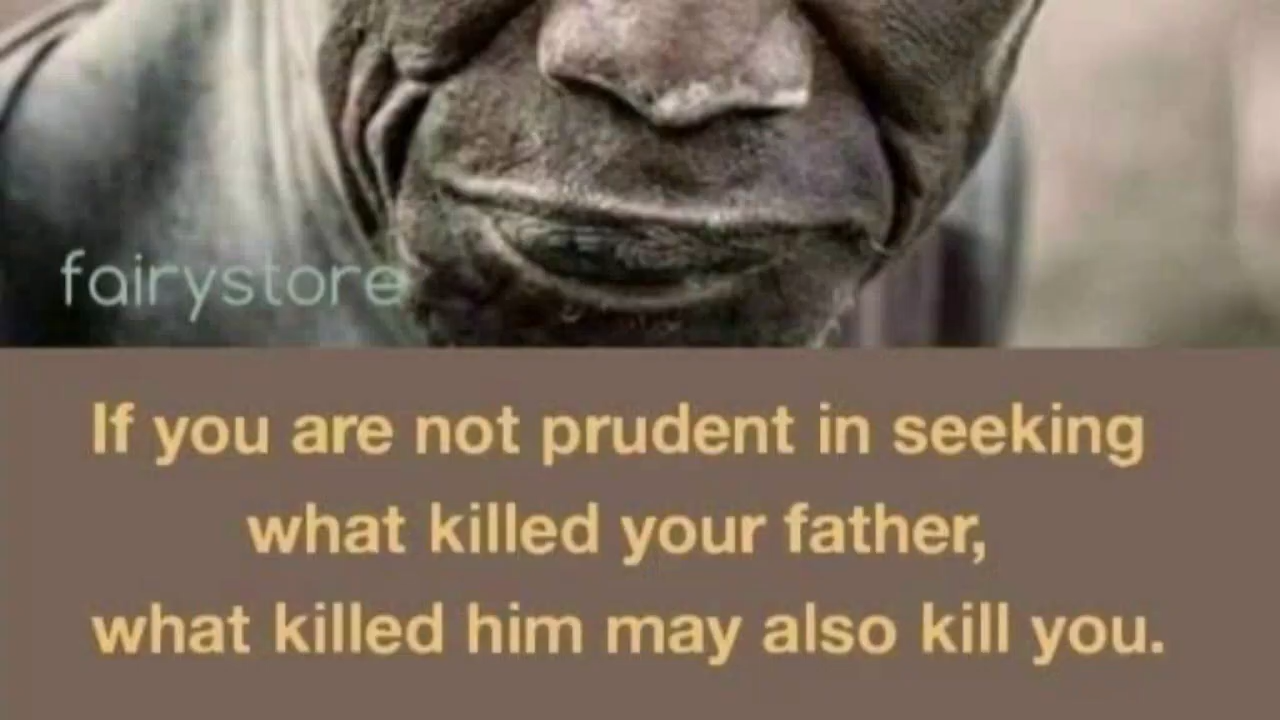 fairystore
If you are not prudent in seeking
what killed your father,
what killed him may also kill you.